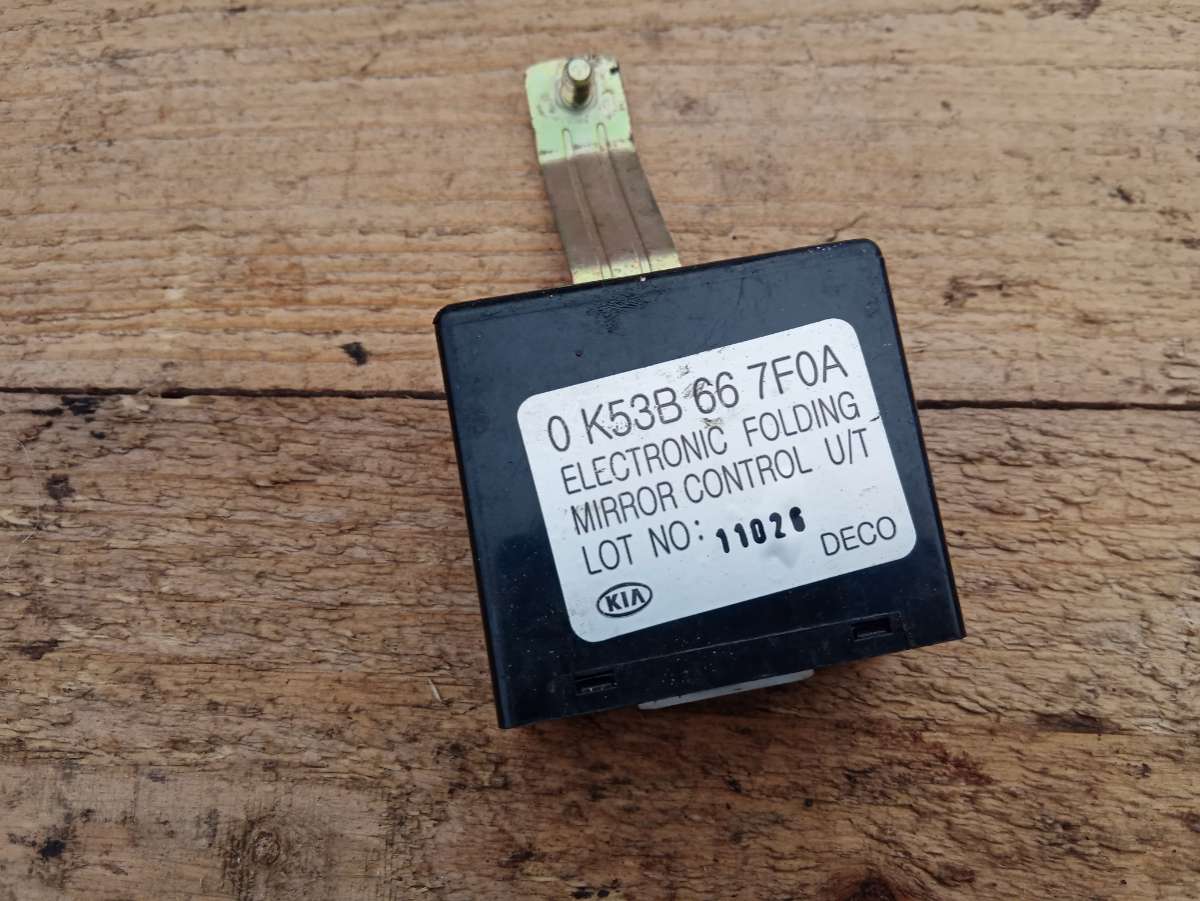 0 K53B 66 7F0A
ELECTRONIC FOLDING
MIRROR CONTROL U/T
LOT NO: 11026
DECO
KIA